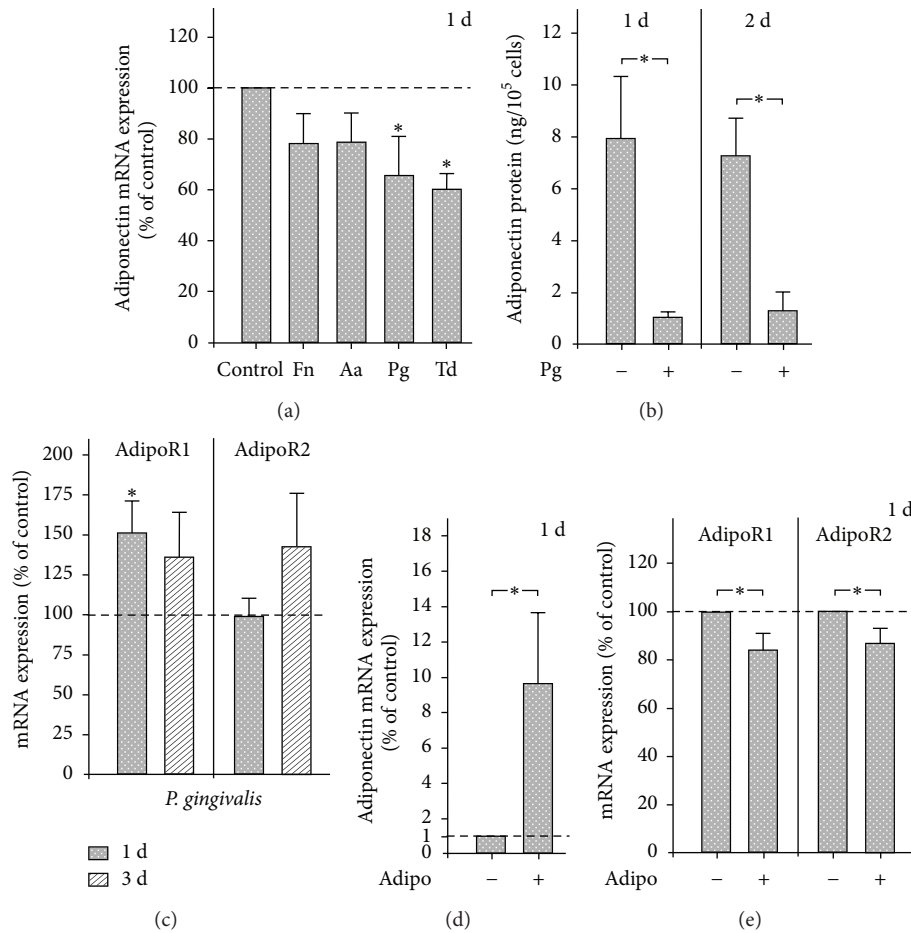 1 d
120
100
80
60
40
20
0
Adiponectin mRNA expression
(% of control)
Control Fn Aa Pg Td
* *
(a)
1 d 2 d
12
10
8
6
4
2
0
Adiponectin protein (ng/10⁵ cells)
* *
Pg − + − +
(b)
AdipoR1 AdipoR2
200
175
150
125
100
75
50
25
0
mRNA expression (% of control)
*
P. gingivalis
1 d
3 d
(c)
1 d
18
16
14
12
10
8
6
4
2
1
0
Adiponectin mRNA expression
(% of control)
*
Adipo − +
(d)
1 d
AdipoR1 AdipoR2
120
100
80
60
40
20
0
mRNA expression (% of control)
* *
Adipo − + − +
(e)